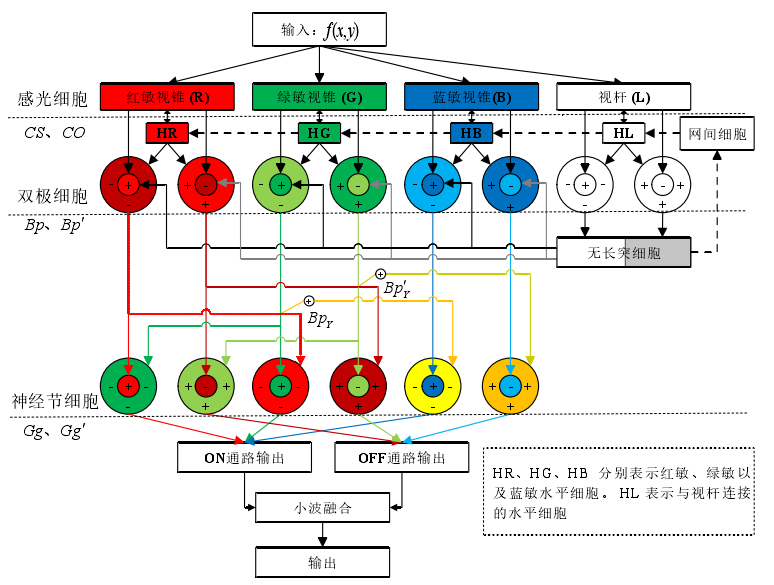 输入: f(x,y)
感光细胞
红敏视锥 (R)
绿敏视锥 (G)
蓝敏视锥(B)
视杆 (L)
CS、CO
HR
HG
HB
HL
网间细胞
- + -
+ - +
- + -
+ - +
- + -
+ - +
- + -
+ - +
- + - + - + - +
双极细胞
Bp、Bp′
无长突细胞
Bp′Y
BpY
- + -
+ - +
- + -
+ - +
- + -
+ - +
- + - + - +
神经节细胞
Gg、Gg′
ON通路输出
OFF通路输出
小波融合
输出
HR、HG、HB 分别表示红敏、绿敏以
及蓝敏水平细胞。HL 表示与视杆连接
的水平细胞